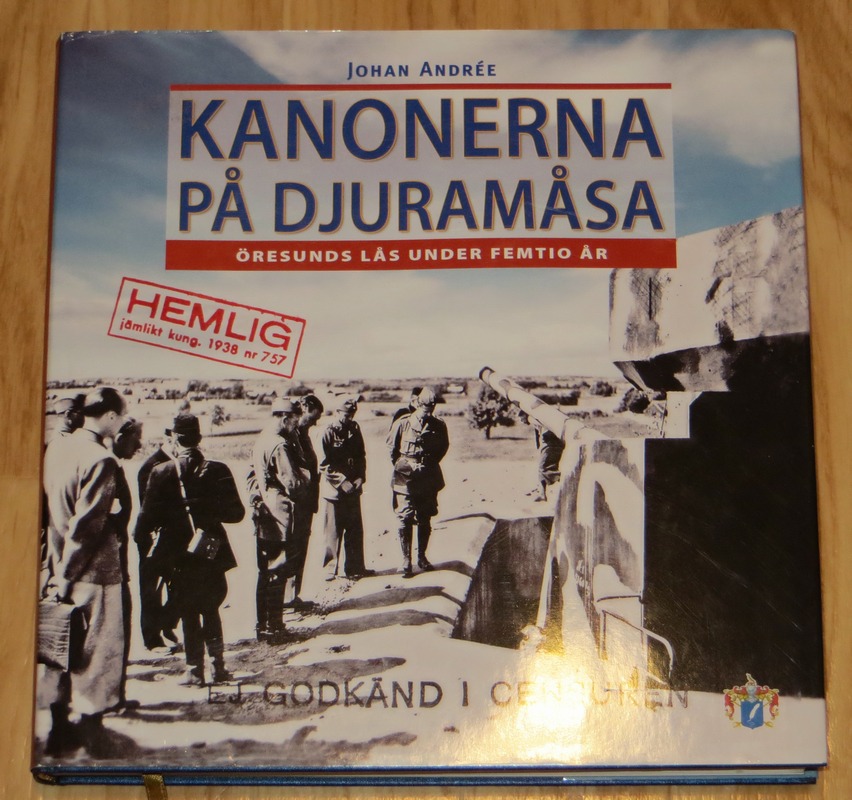 JOHAN ANDRÉE
KANONERNA
PÅ DJURAMÅSA
ÖRESUNDS LÅS UNDER FEMTIO ÅR
HEMLIG
jämlikt kung. 1938 nr 757
EJ GODKÄND I CENSUREN